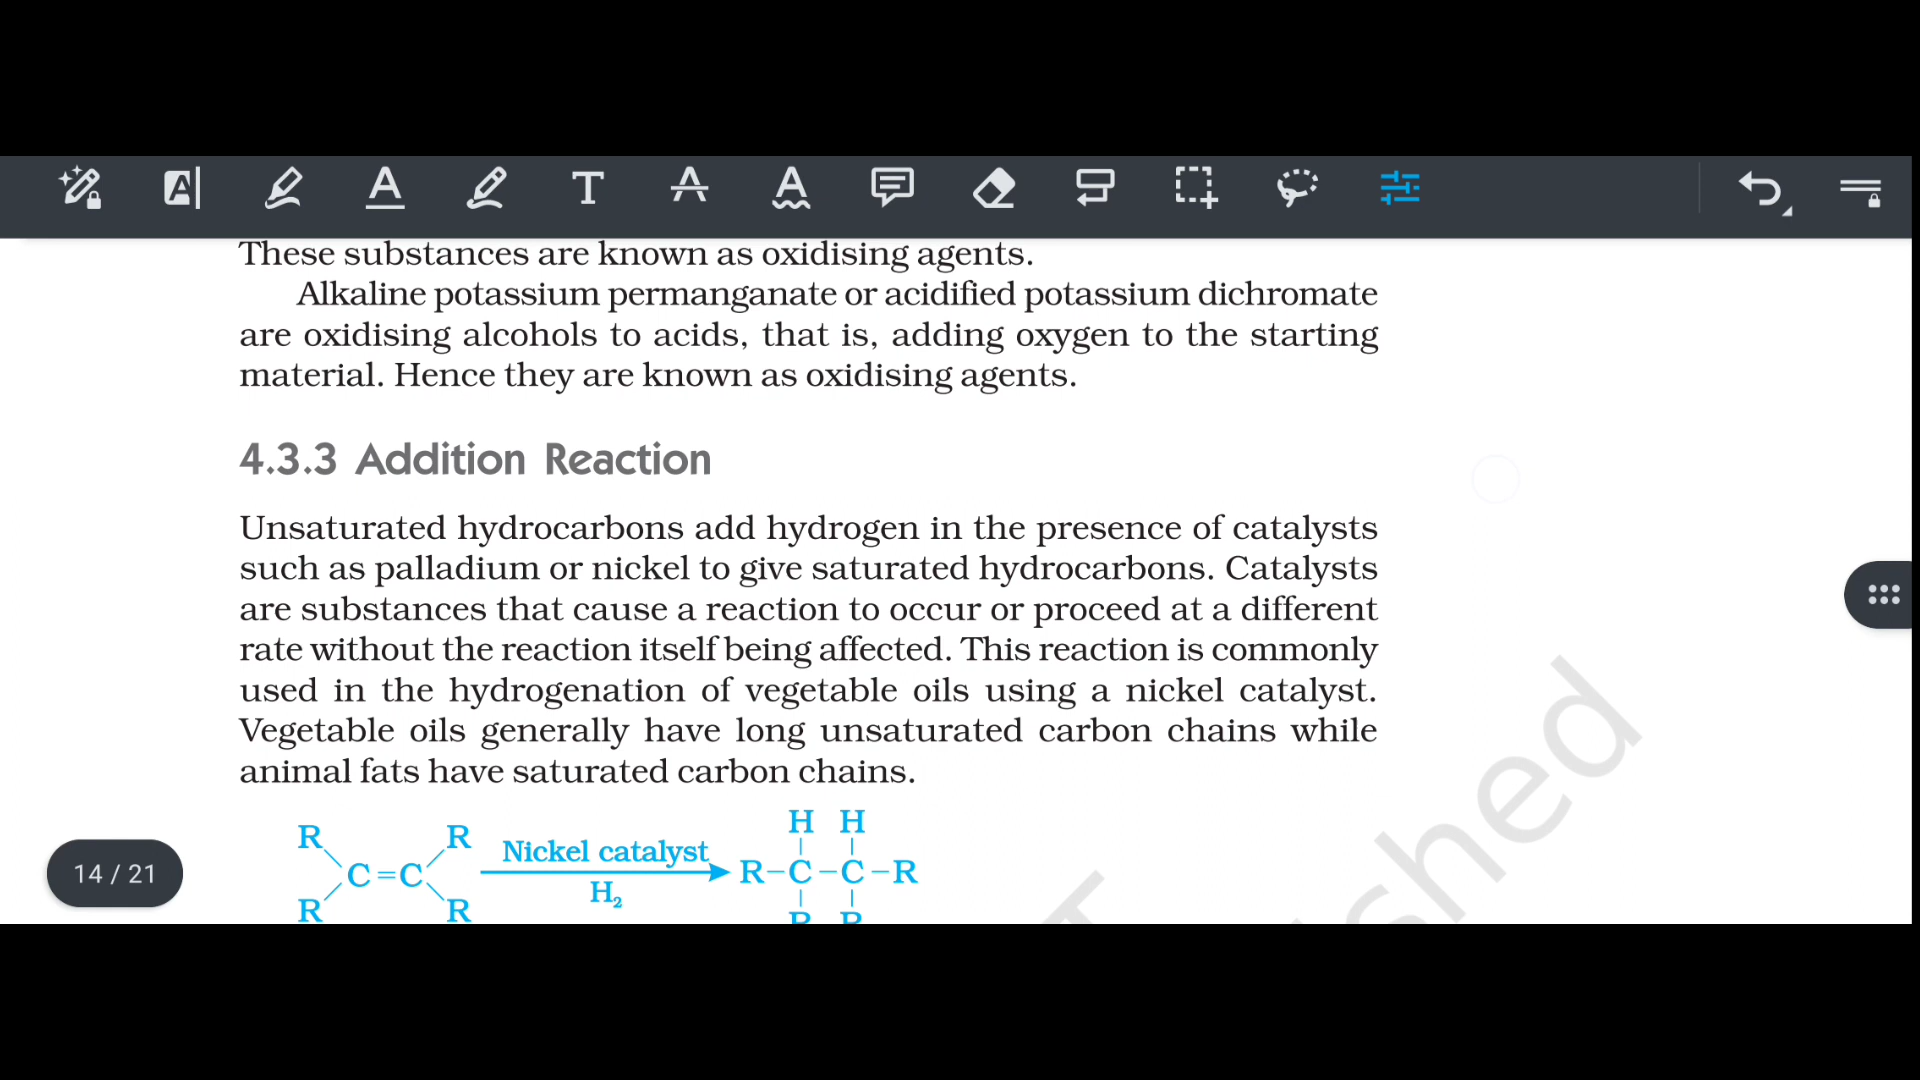 A
A
T
A
A
These substances are known as oxidising agents.
Alkaline potassium permanganate or acidified potassium dichromate
are oxidising alcohols to acids, that is, adding oxygen to the starting
material. Hence they are known as oxidising agents.
4.3.3 Addition Reaction
Unsaturated hydrocarbons add hydrogen in the presence of catalysts
such as palladium or nickel to give saturated hydrocarbons. Catalysts
are substances that cause a reaction to occur or proceed at a different
rate without the reaction itself being affected. This reaction is commonly
used in the hydrogenation of vegetable oils using a nickel catalyst.
Vegetable oils generally have long unsaturated carbon chains while
animal fats have saturated carbon chains.
H H
R R Nickel catalyst
C=C R-C-C-R
R R H₂
R R
14 / 21
shed